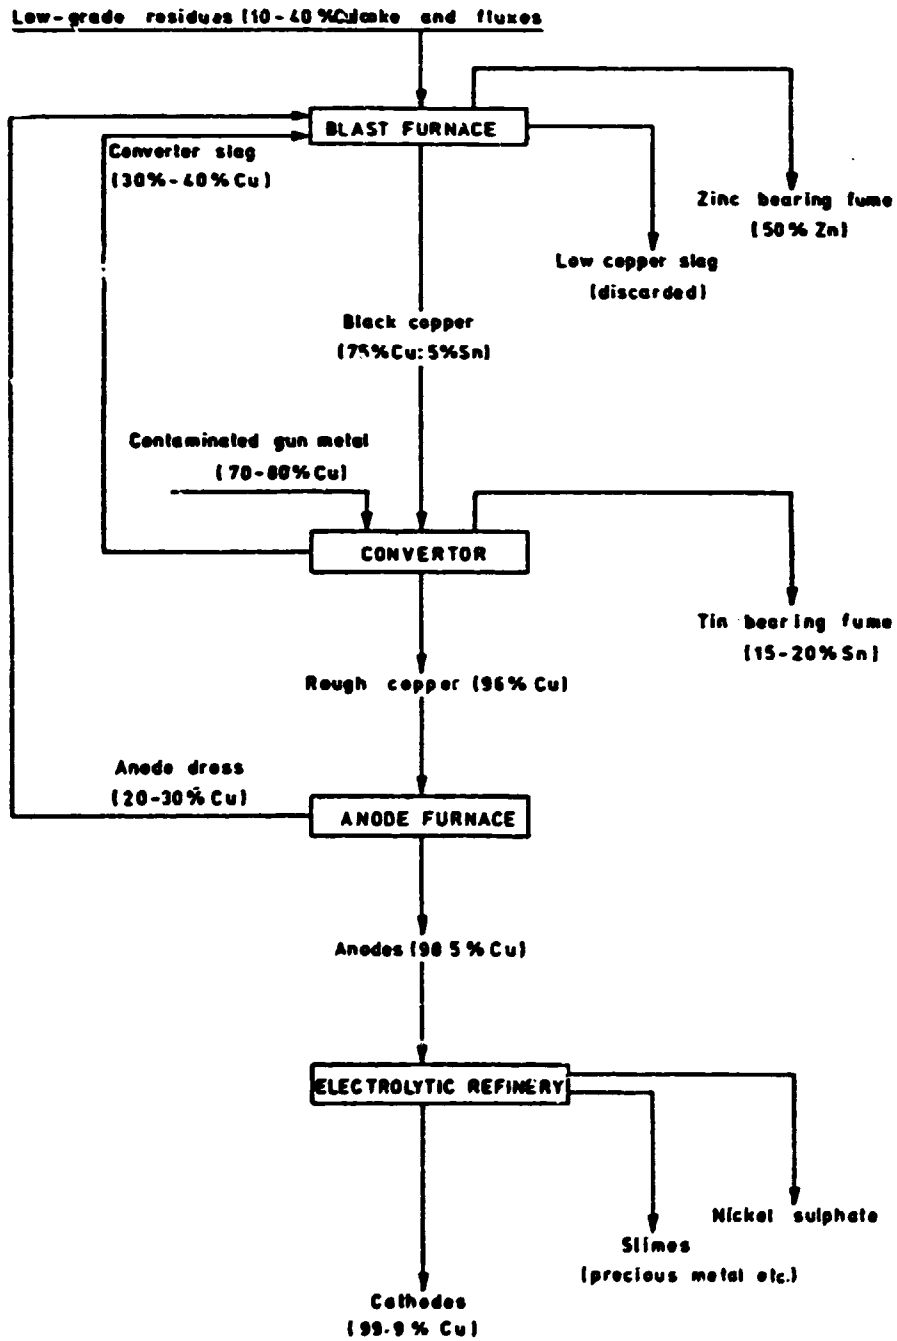 Low-grade residues (10-40%Cu)coke and fluxes
BLAST FURNACE
Converter slag
(30%-40%Cu)
Zinc bearing fume
(50% Zn)
Low copper slag
(discarded)
Black copper
(75%Cu:5%Sn)
Contaminated gun metal
(70-80%Cu)
CONVERTOR
Tin bearing fume
(15-20%Sn)
Rough copper (96% Cu)
Anode dross
(20-30%Cu)
ANODE FURNACE
Anodes (98 5% Cu)
ELECTROLYTIC REFINERY
Nickel sulphate
Slimes
(precious metal etc.)
Cathodes
(99.9% Cu)